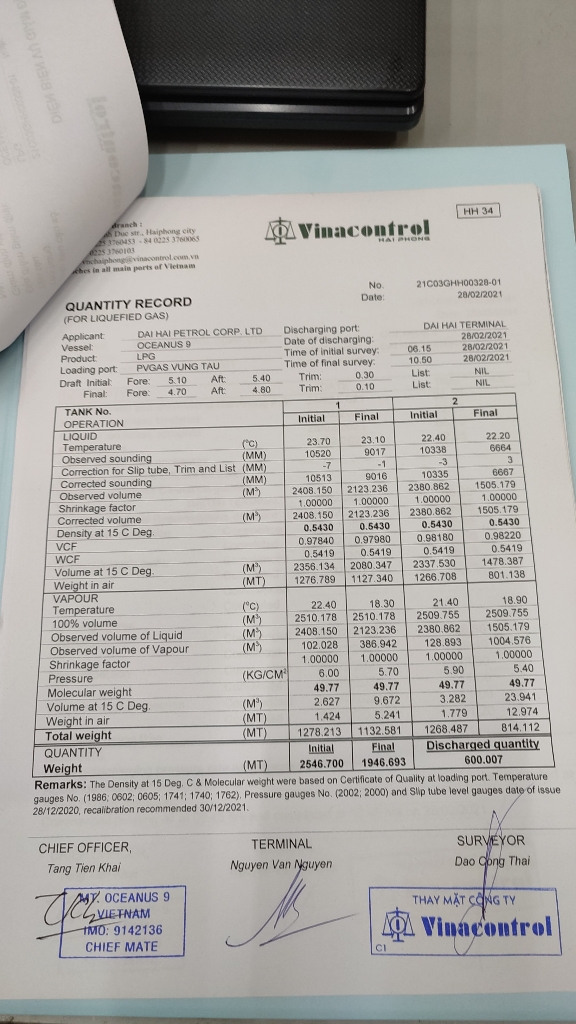 HH 34
Branch :
Duc str., Haiphong city
3760453 - 84 0225 3760065
0225 3760103
vnchaiphong@vinacontrol.com.vn
in all main ports of Vietnam
Vinacontrol
HAI PHONG
No. 21C03GHH00328-01
Date: 28/02/2021
QUANTITY RECORD
(FOR LIQUEFIED GAS)
Applicant: DAI HAI PETROL CORP. LTD Discharging port: DAI HAI TERMINAL
Vessel: OCEANUS 9 Date of discharging: 28/02/2021
Product: LPG Time of initial survey: 06.15 28/02/2021
Loading port: PVGAS VUNG TAU Time of final survey: 10.50 28/02/2021
Draft Initial: Fore: 5.10 Aft: 5.40 Trim: 0.30 List: NIL
Final: Fore: 4.70 Aft: 4.80 Trim: 0.10 List: NIL
TANK No. 1 2
OPERATION Initial Final Initial Final
LIQUID
Temperature (°C) 23.70 23.10 22.40 22.20
Observed sounding (MM) 10520 9017 10338 6664
Correction for Slip tube, Trim and List (MM) -7 -1 -3 3
Corrected sounding (MM) 10513 9016 10335 6667
Observed volume (M³) 2408.150 2123.236 2380.862 1505.179
Shrinkage factor 1.00000 1.00000 1.00000 1.00000
Corrected volume (M³) 2408.150 2123.236 2380.862 1505.179
Density at 15 C Deg. 0.5430 0.5430 0.5430 0.5430
VCF 0.97840 0.97980 0.98180 0.98220
WCF 0.5419 0.5419 0.5419 0.5419
Volume at 15 C Deg. (M³) 2356.134 2080.347 2337.530 1478.387
Weight in air (MT) 1276.789 1127.340 1266.708 801.138
VAPOUR
Temperature (°C) 22.40 18.30 21.40 18.90
100% volume (M³) 2510.178 2510.178 2509.755 2509.755
Observed volume of Liquid (M³) 2408.150 2123.236 2380.862 1505.179
Observed volume of Vapour (M³) 102.028 386.942 128.893 1004.576
Shrinkage factor 1.00000 1.00000 1.00000 1.00000
Pressure (KG/CM² 6.00 5.70 5.90 5.40
Molecular weight 49.77 49.77 49.77 49.77
Volume at 15 C Deg. (M³) 2.627 9.672 3.282 23.941
Weight in air (MT) 1.424 5.241 1.779 12.974
Total weight (MT) 1278.213 1132.581 1268.487 814.112
QUANTITY Initial Final Discharged quantity
Weight (MT) 2546.700 1946.693 600.007
Remarks: The Density at 15 Deg. C & Molecular weight were based on Certificate of Quality at loading port. Temperature
gauges No. (1986; 0602; 0605; 1741; 1740; 1762). Pressure gauges No. (2002; 2000) and Slip tube level gauges date of issue
28/12/2020, recalibration recommended 30/12/2021.
CHIEF OFFICER, TERMINAL SURVEYOR
Tang Tien Khai Nguyen Van Nguyen Dao Cong Thai
MT. OCEANUS 9
VIETNAM
IMO: 9142136
CHIEF MATE
THAY MẶT CÔNG TY
Vinacontrol
C1